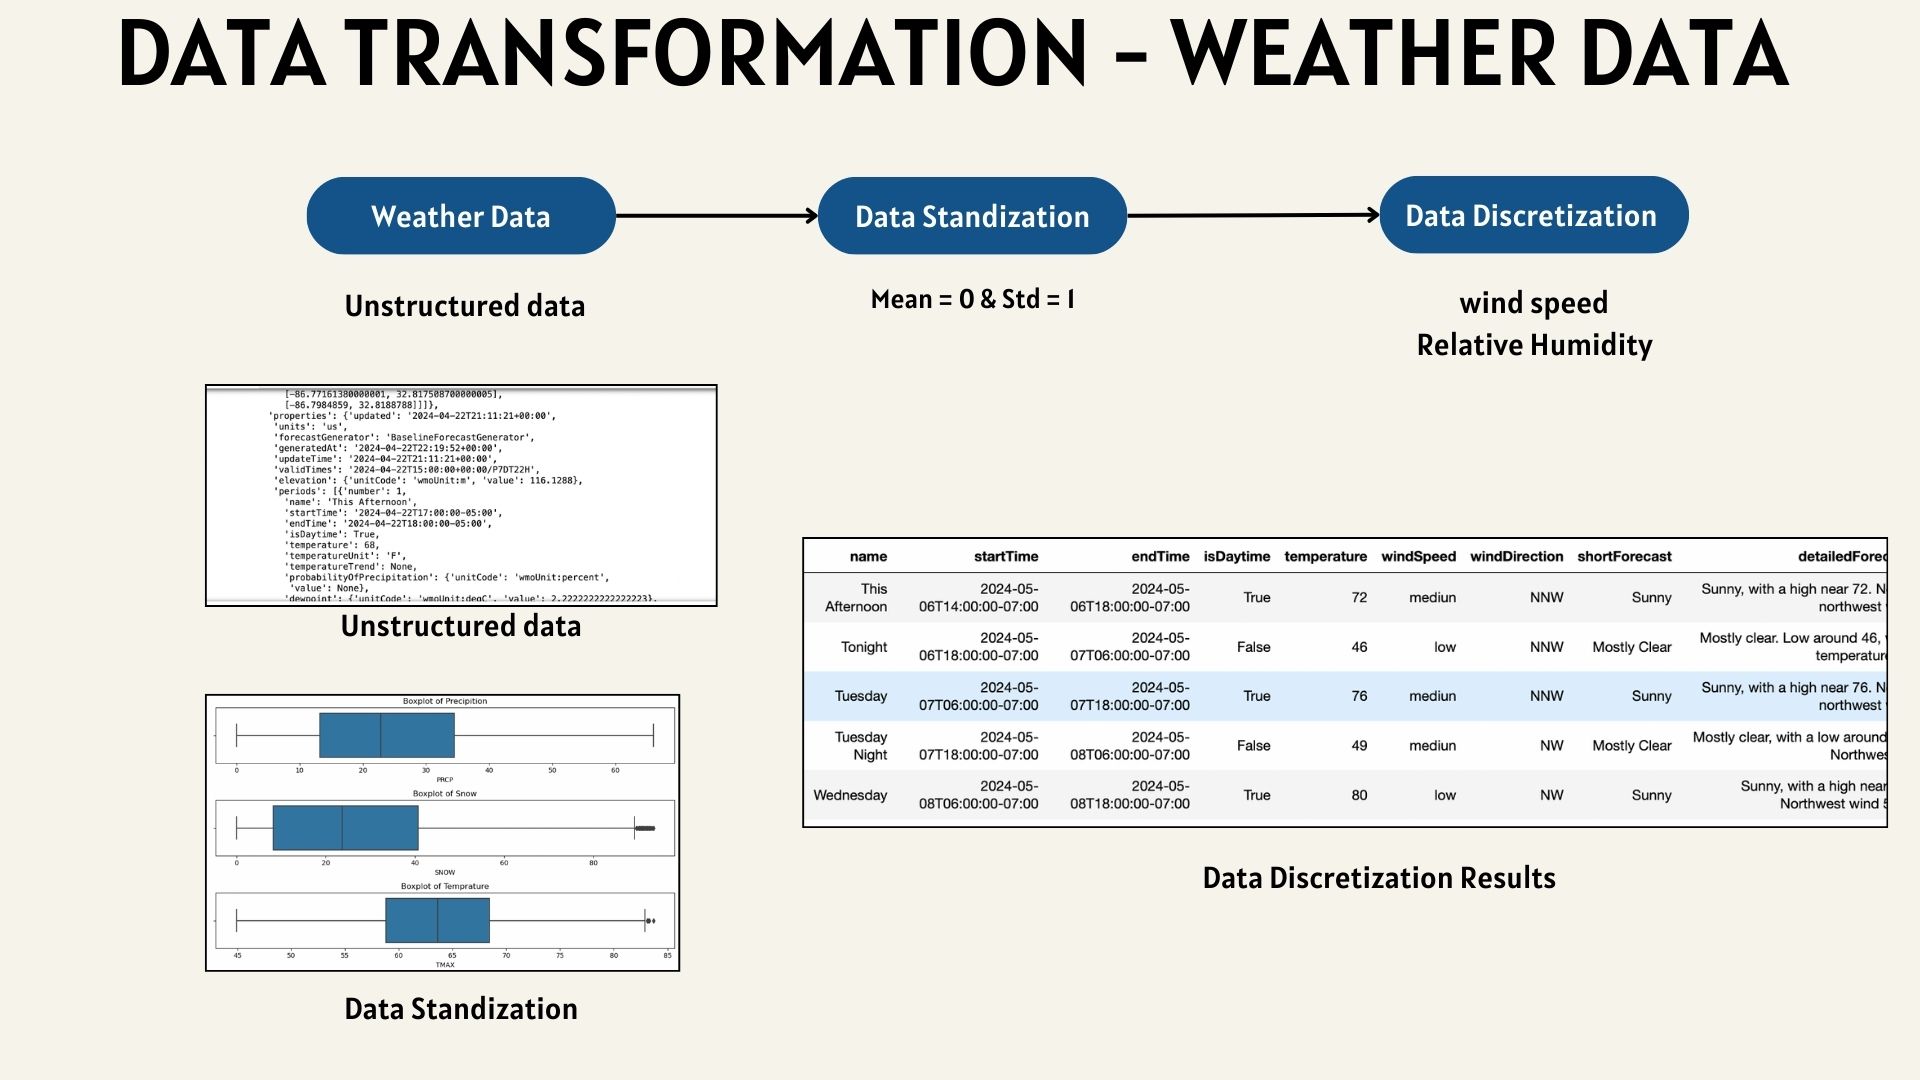 DATA TRANSFORMATION - WEATHER DATA
Weather Data
Data Standization
Data Discretization
Unstructured data
Mean = 0 & Std = 1
wind speed
Relative Humidity
[-86.77161380000001, 32.817508700000005],
[-86.7984859, 32.8188788]]]},
'properties': {'updated': '2024-04-22T21:11:21+00:00',
'units': 'us',
'forecastGenerator': 'BaselineForecastGenerator',
'generatedAt': '2024-04-22T22:19:52+00:00',
'updateTime': '2024-04-22T21:11:21+00:00',
'validTimes': '2024-04-22T15:00:00+00:00/P7DT22H',
'elevation': {'unitCode': 'wmoUnit:m', 'value': 116.1288},
'periods': [{'number': 1,
'name': 'This Afternoon',
'startTime': '2024-04-22T17:00:00-05:00',
'endTime': '2024-04-22T18:00:00-05:00',
'isDaytime': True,
'temperature': 68,
'temperatureUnit': 'F',
'temperatureTrend': None,
'probabilityOfPrecipitation': {'unitCode': 'wmoUnit:percent',
'value': None},
'dewpoint': {'unitCode': 'wmoUnit:degC', 'value': 2.2222222222222223},
Unstructured data
Boxplot of Precipition
0 10 20 30 40 50 60
PRCP
Boxplot of Snow
0 20 40 60 80
SNOW
Boxplot of Temprature
45 50 55 60 65 70 75 80 85
TMAX
Data Standization
name startTime endTime isDaytime temperature windSpeed windDirection shortForecast detailedForec
This 2024-05- 2024-05- Sunny, with a high near 72. N
Afternoon 06T14:00:00-07:00 06T18:00:00-07:00 True 72 mediun NNW Sunny northwest
Tonight 2024-05- 2024-05- False 46 low NNW Mostly Clear Mostly clear. Low around 46,
06T18:00:00-07:00 07T06:00:00-07:00 temperature
Tuesday 2024-05- 2024-05- True 76 mediun NNW Sunny Sunny, with a high near 76. N
07T06:00:00-07:00 07T18:00:00-07:00 northwest
Tuesday 2024-05- 2024-05- Mostly clear, with a low around
Night 07T18:00:00-07:00 08T06:00:00-07:00 False 49 mediun NW Mostly Clear Northwes
Wednesday 2024-05- 2024-05- True 80 low NW Sunny Sunny, with a high near
08T06:00:00-07:00 08T18:00:00-07:00 Northwest wind 5
Data Discretization Results